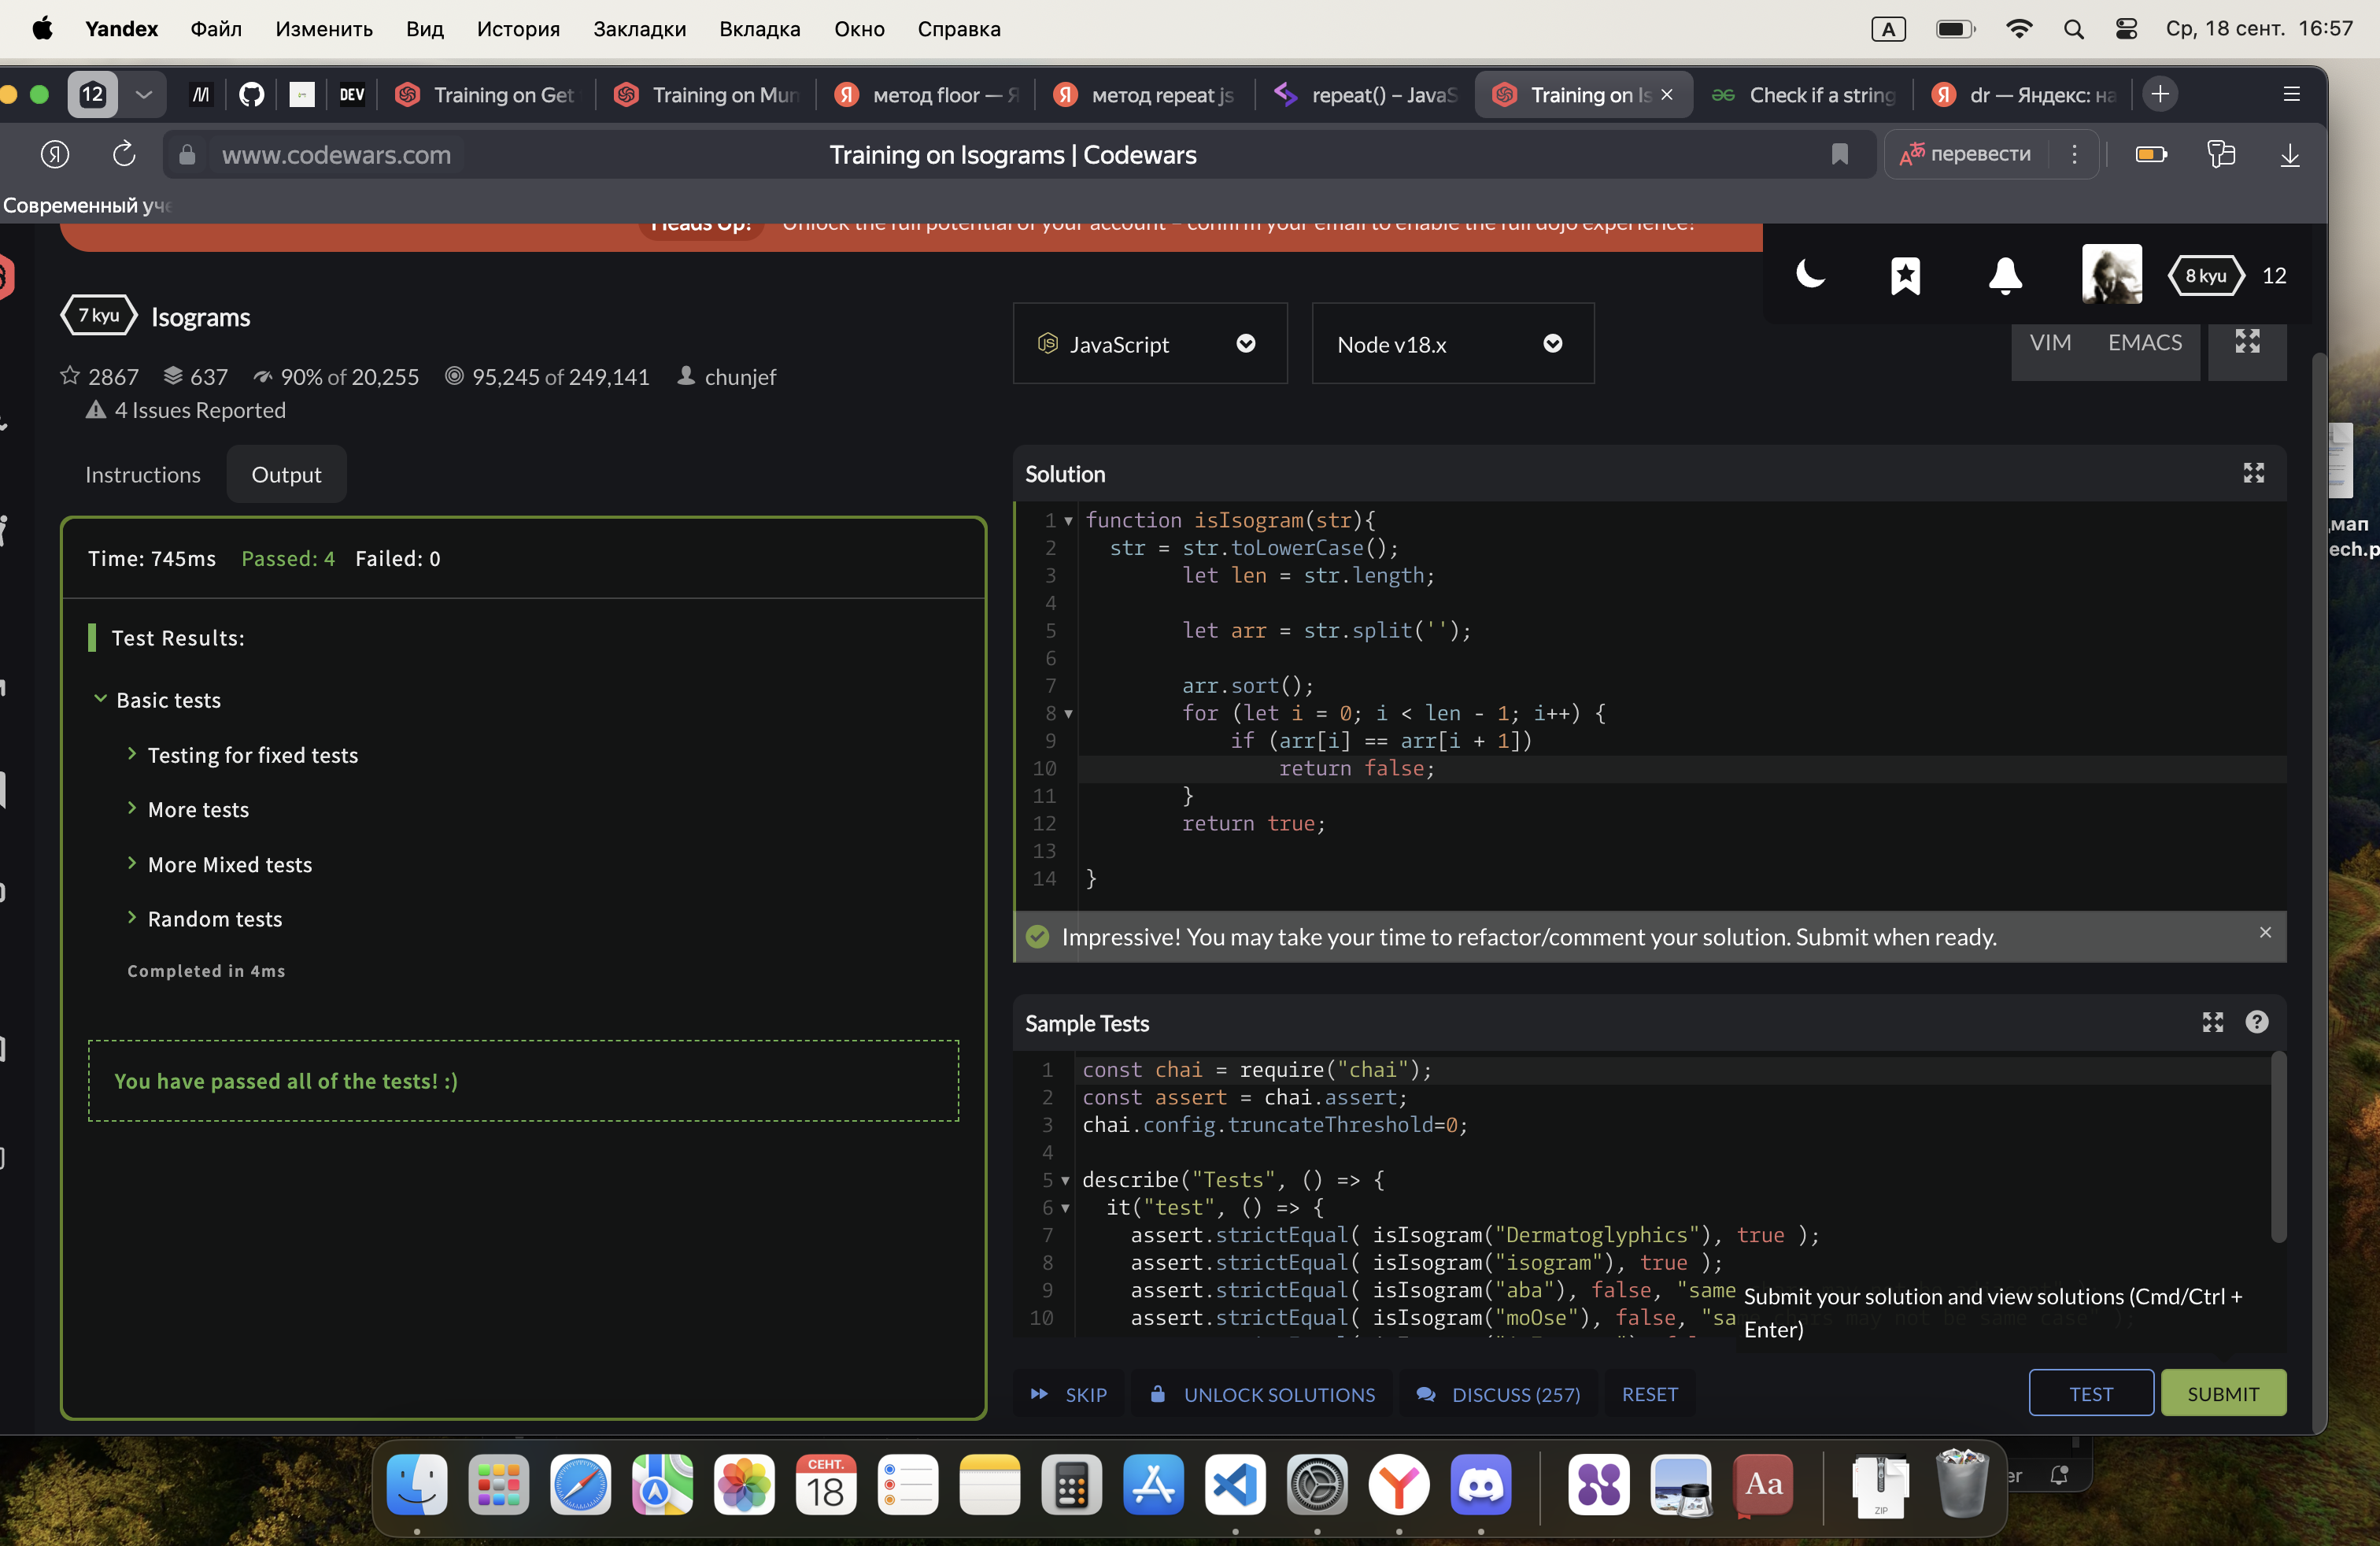 Yandex Файл Изменить Вид История Закладки Вкладка Окно Справка A Ср, 18 сент. 16:57
12 DEV Training on Get Training on Mun метод floor — Я метод repeat js repeat() – JavaS Training on Is Check if a string dr — Яндекс: на
www.codewars.com Training on Isograms | Codewars перевести
Современный уче
Heads Up! Unlock the full potential of your account – confirm your email to enable the full dojo experience!
8 kyu 12
7 kyu Isograms
JavaScript Node v18.x VIM EMACS
2867 637 90% of 20,255 95,245 of 249,141 chunjef
4 Issues Reported
Instructions Output
Time: 745ms Passed: 4 Failed: 0
Test Results:
Basic tests
Testing for fixed tests
More tests
More Mixed tests
Random tests
Completed in 4ms
You have passed all of the tests! :)
Solution
1 function isIsogram(str){
2 str = str.toLowerCase();
3 let len = str.length;
4
5 let arr = str.split('');
6
7 arr.sort();
8 for (let i = 0; i < len - 1; i++) {
9 if (arr[i] == arr[i + 1])
10 return false;
11 }
12 return true;
13
14 }
Impressive! You may take your time to refactor/comment your solution. Submit when ready.
Sample Tests
1 const chai = require("chai");
2 const assert = chai.assert;
3 chai.config.truncateThreshold=0;
4
5 describe("Tests", () => {
6 it("test", () => {
7 assert.strictEqual( isIsogram("Dermatoglyphics"), true );
8 assert.strictEqual( isIsogram("isogram"), true );
9 assert.strictEqual( isIsogram("aba"), false, "same
10 assert.strictEqual( isIsogram("moOse"), false, "sa
Submit your solution and view solutions (Cmd/Ctrl +
Enter)
SKIP UNLOCK SOLUTIONS DISCUSS (257) RESET TEST SUBMIT
мап
ech.p
СЕНТ.
18
Aa
ZIP
er